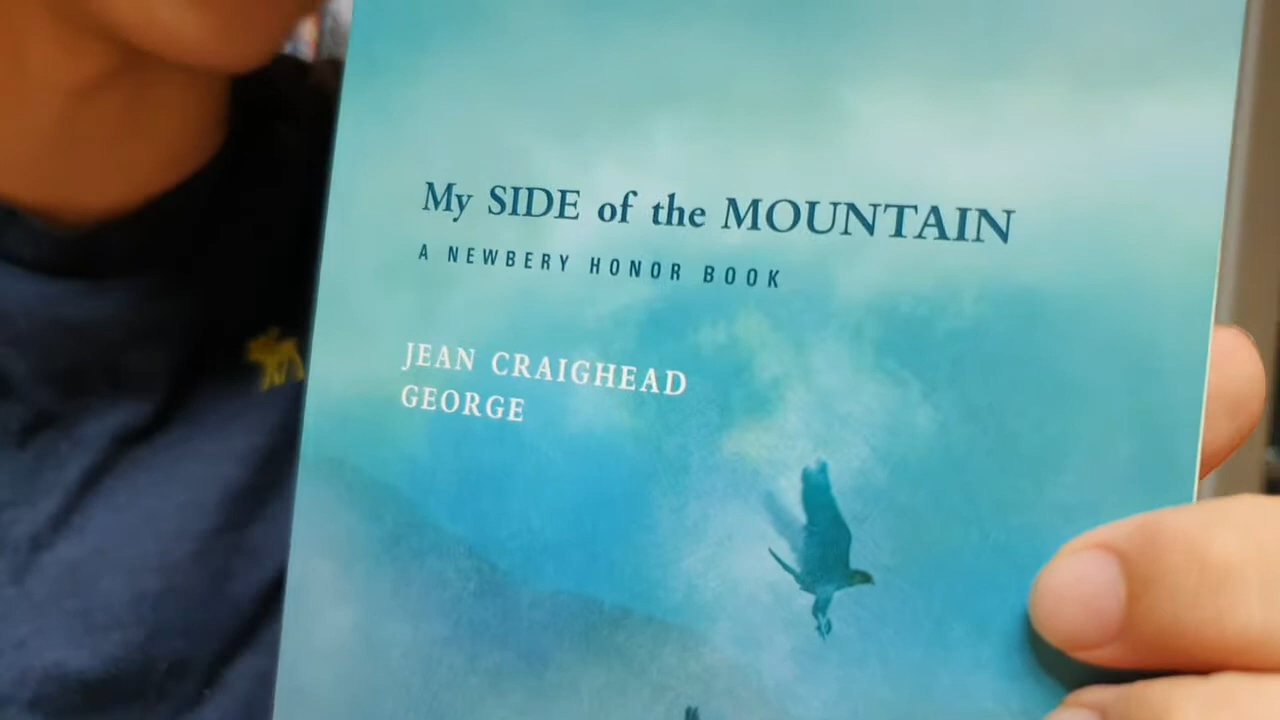 My SIDE of the MOUNTAIN
A NEWBERY HONOR BOOK
JEAN CRAIGHEAD
GEORGE